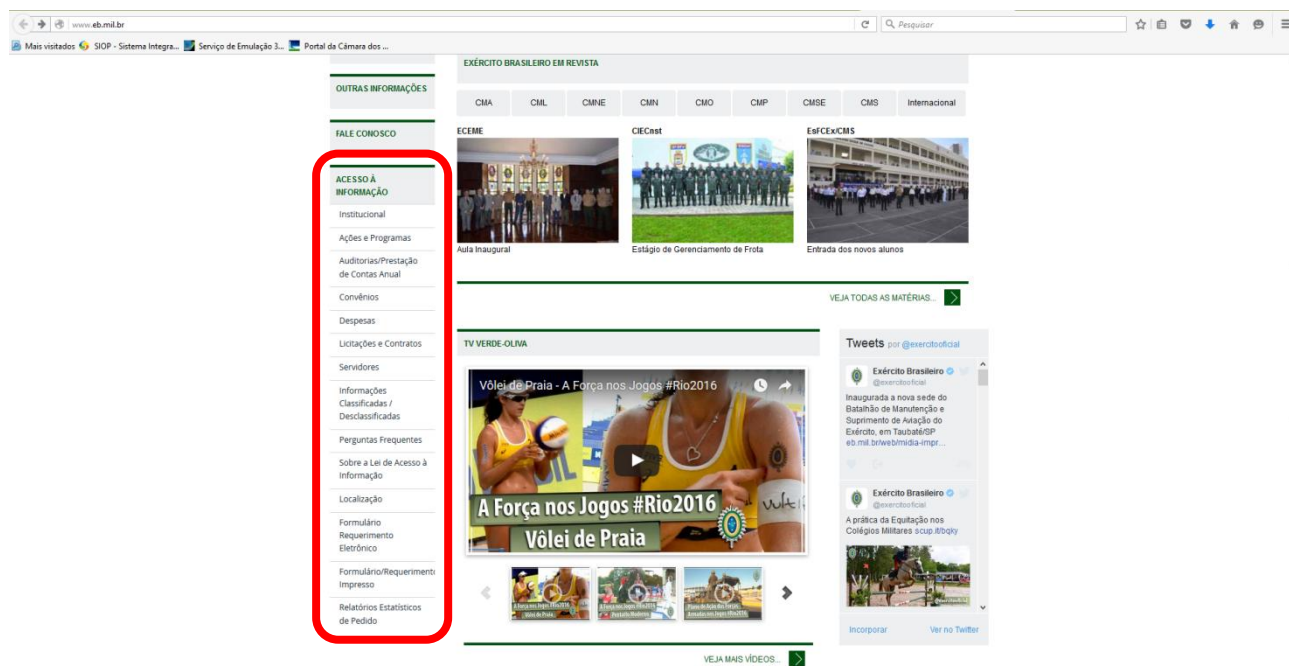 www.eb.mil.br
Pesquisar
Mais visitados
SIOP - Sistema Integra...
Serviço de Emulação 3...
Portal da Câmara dos ...
OUTRAS INFORMAÇÕES
FALE CONOSCO
ACESSO À
INFORMAÇÃO
Institucional
Ações e Programas
Auditorias/Prestação
de Contas Anual
Convênios
Despesas
Licitações e Contratos
Servidores
Informações
Classificadas /
Desclassificadas
Perguntas Frequentes
Sobre a Lei de Acesso à
Informação
Localização
Formulário
Requerimento
Eletrônico
Formulário/Requerimento
Impresso
Relatórios Estatísticos
de Pedido
EXÉRCITO BRASILEIRO EM REVISTA
CMA CML CMNE CMN CMO CMP CMSE CMS Internacional
ECEME
CIECnst
EsFCEx/CMS
Aula Inaugural
Estágio de Gerenciamento de Frota
Entrada dos novos alunos
VEJA TODAS AS MATÉRIAS...
TV VERDE-OLIVA
Vôlei de Praia - A Força nos Jogos #Rio2016
A Força nos Jogos #Rio2016
Vôlei de Praia
VEJA MAIS VÍDEOS...
Tweets por @exercitooficial
Exército Brasileiro
@exercitooficial
Inaugurada a nova sede do
Batalhão de Manutenção e
Suprimento de Aviação do
Exército, em Taubaté/SP
eb.mil.br/web/midia-impr...
Exército Brasileiro
@exercitooficial
A prática da Equitação nos
Colégios Militares scup.it/bqky
Incorporar
Ver no Twitter